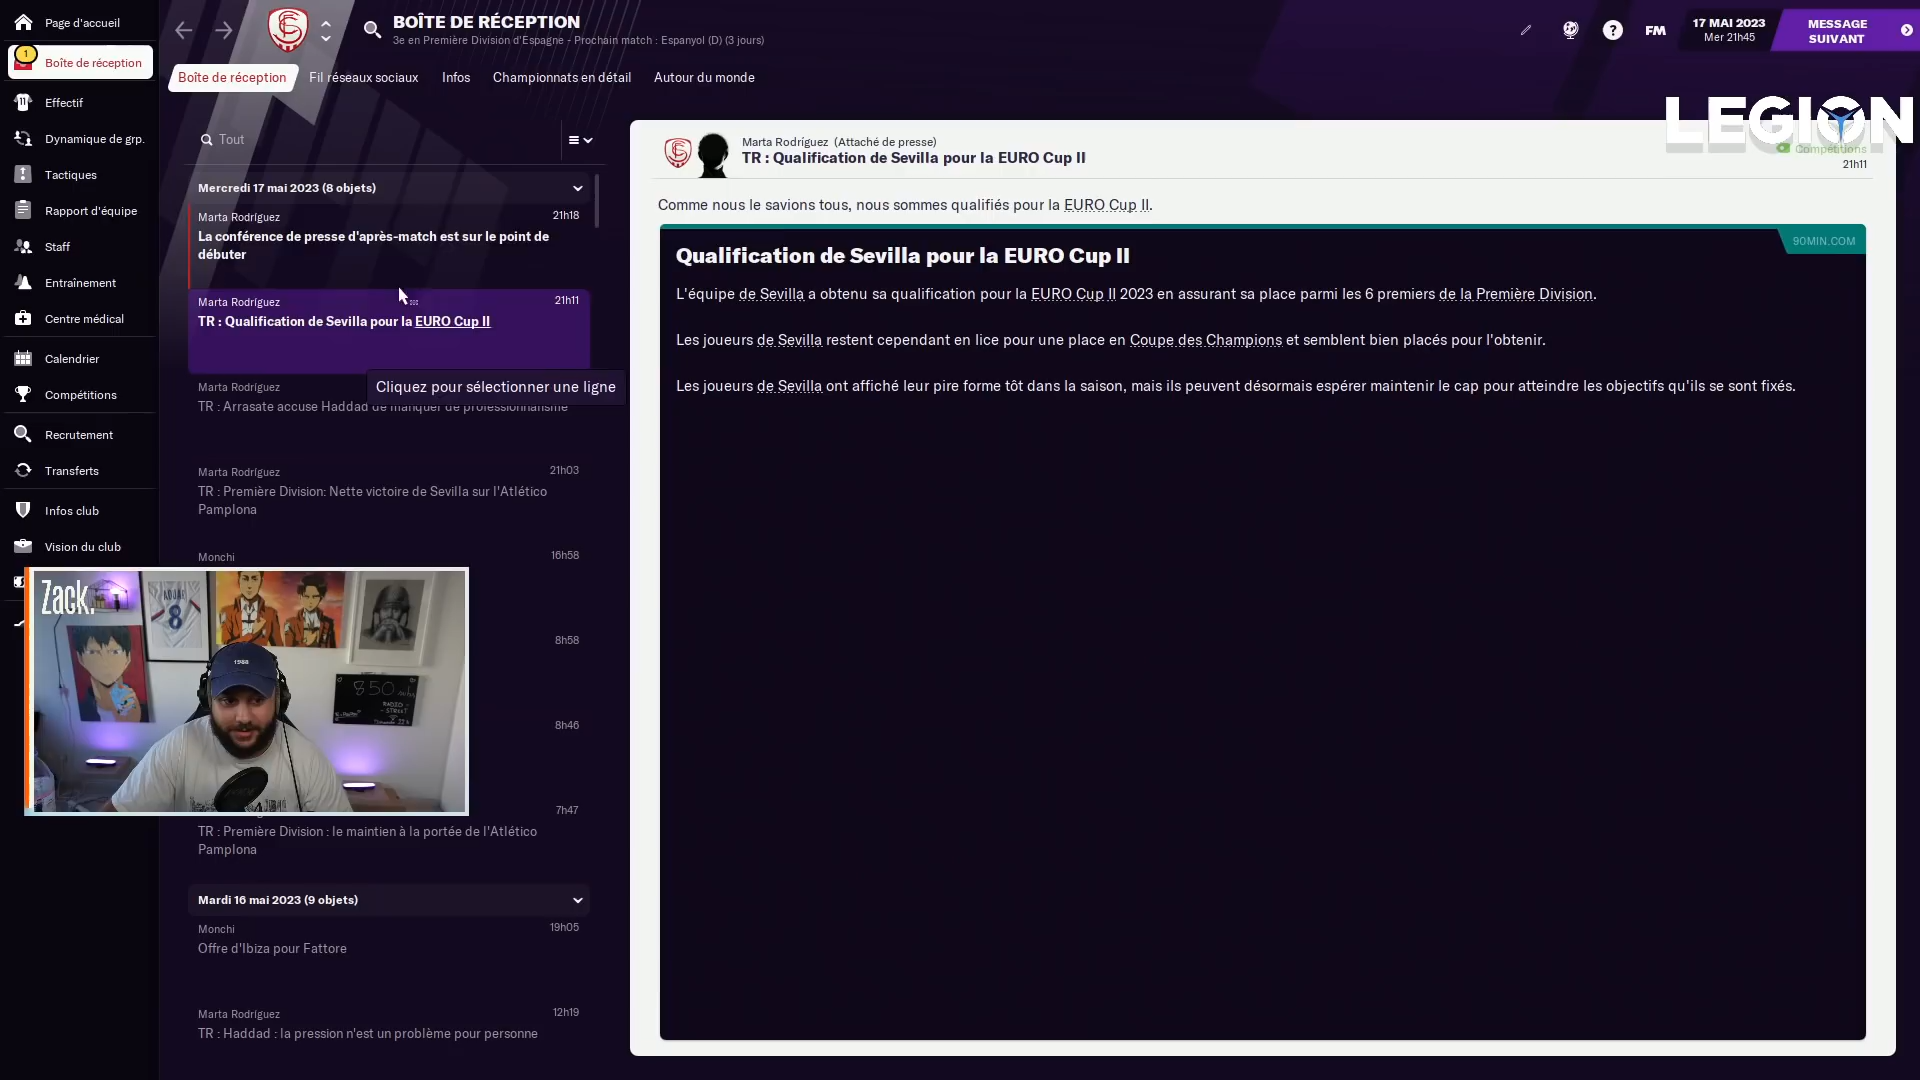 Page d'accueil
1
Boîte de réception
Effectif
Dynamique de grp.
Tactiques
Rapport d'équipe
Staff
Entraînement
Centre médical
Calendrier
Compétitions
Recrutement
Transferts
Infos club
Vision du club
BOÎTE DE RÉCEPTION
3e en Première Division d'Espagne - Prochain match : Espanyol (D) (3 jours)
FM
17 MAI 2023
Mer 21h45
MESSAGE
SUIVANT
Boîte de réception
Fil réseaux sociaux
Infos
Championnats en détail
Autour du monde
LEGION
Tout
Mercredi 17 mai 2023 (8 objets)
Marta Rodríguez
21h18
La conférence de presse d'après-match est sur le point de
débuter
Marta Rodríguez
21h11
TR : Qualification de Sevilla pour la EURO Cup II
Marta Rodríguez
Cliquez pour sélectionner une ligne
TR : Arrasate accuse Haddad de manquer de professionnalisme
Marta Rodríguez
21h03
TR : Première Division: Nette victoire de Sevilla sur l'Atlético
Pamplona
Monchi
16h58
8h58
8h46
7h47
TR : Première Division : le maintien à la portée de l'Atlético
Pamplona
Mardi 16 mai 2023 (9 objets)
Monchi
19h05
Offre d'Ibiza pour Fattore
Marta Rodríguez
12h19
TR : Haddad : la pression n'est un problème pour personne
Zack.
8
1988
850
RADIO
STREET
Marta Rodríguez (Attaché de presse)
TR : Qualification de Sevilla pour la EURO Cup II
Compétitions
21h11
Comme nous le savions tous, nous sommes qualifiés pour la EURO Cup II.
90MIN.COM
Qualification de Sevilla pour la EURO Cup II
L'équipe de Sevilla a obtenu sa qualification pour la EURO Cup II 2023 en assurant sa place parmi les 6 premiers de la Première Division.
Les joueurs de Sevilla restent cependant en lice pour une place en Coupe des Champions et semblent bien placés pour l'obtenir.
Les joueurs de Sevilla ont affiché leur pire forme tôt dans la saison, mais ils peuvent désormais espérer maintenir le cap pour atteindre les objectifs qu'ils se sont fixés.